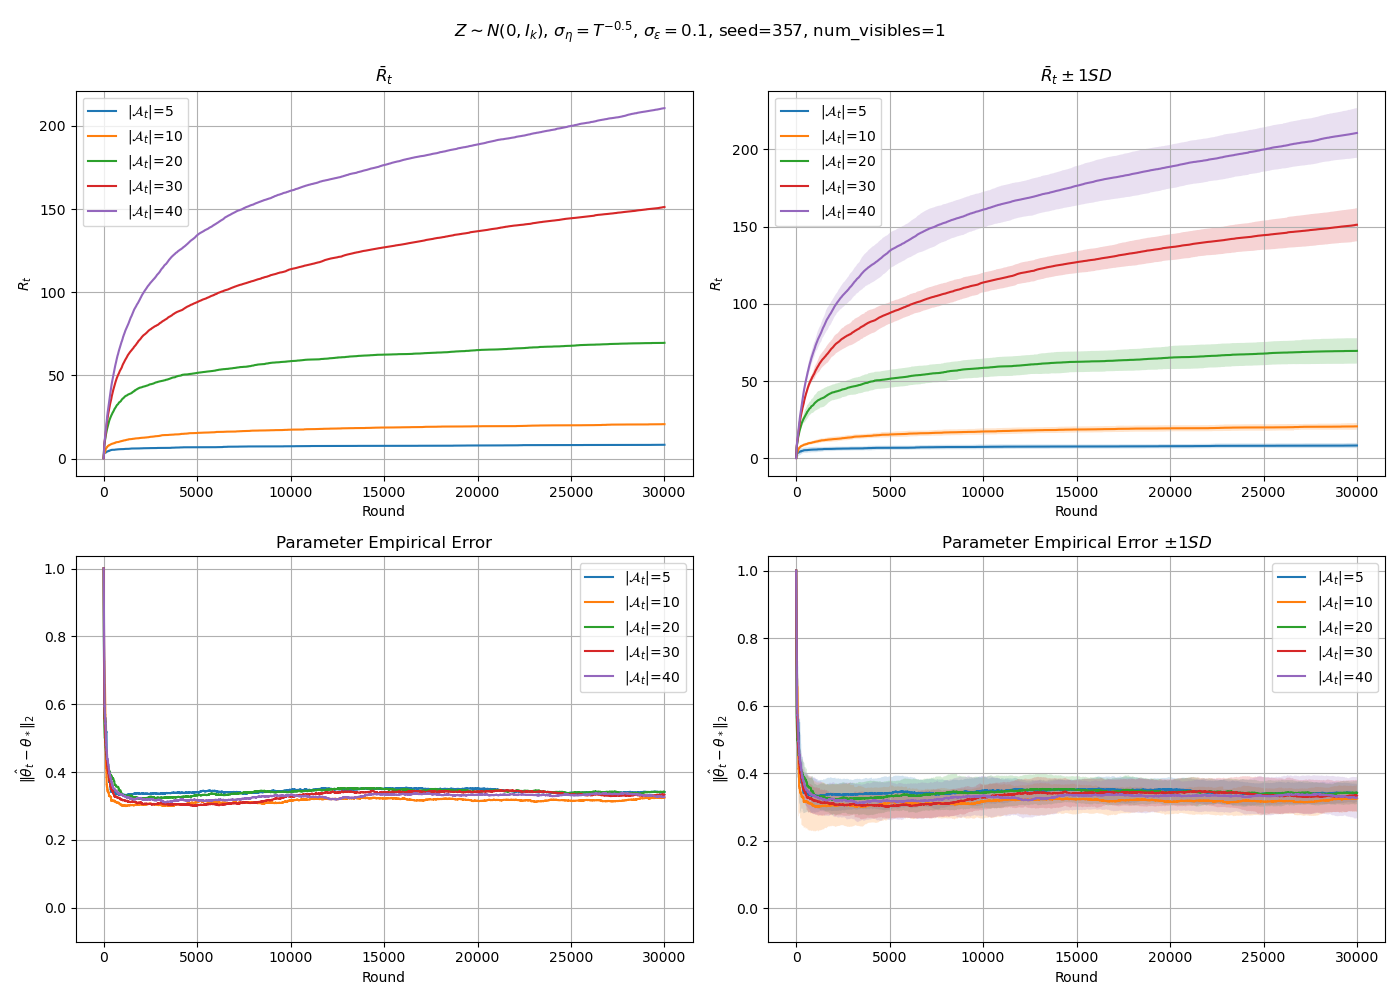 Z ∼ N(0, I_k), σ_η = T^{−0.5}, σ_ε = 0.1, seed=357, num_visibles=1
R̄_t
R_t
200
150
100
50
0
|𝒜_t|=5
|𝒜_t|=10
|𝒜_t|=20
|𝒜_t|=30
|𝒜_t|=40
0 5000 10000 15000 20000 25000 30000
Round
R̄_t ± 1SD
R_t
200
150
100
50
0
|𝒜_t|=5
|𝒜_t|=10
|𝒜_t|=20
|𝒜_t|=30
|𝒜_t|=40
0 5000 10000 15000 20000 25000 30000
Round
Parameter Empirical Error
‖θ̂_t − θ_*‖_2
1.0
0.8
0.6
0.4
0.2
0.0
|𝒜_t|=5
|𝒜_t|=10
|𝒜_t|=20
|𝒜_t|=30
|𝒜_t|=40
0 5000 10000 15000 20000 25000 30000
Round
Parameter Empirical Error ±1SD
‖θ̂_t − θ_*‖_2
1.0
0.8
0.6
0.4
0.2
0.0
|𝒜_t|=5
|𝒜_t|=10
|𝒜_t|=20
|𝒜_t|=30
|𝒜_t|=40
0 5000 10000 15000 20000 25000 30000
Round